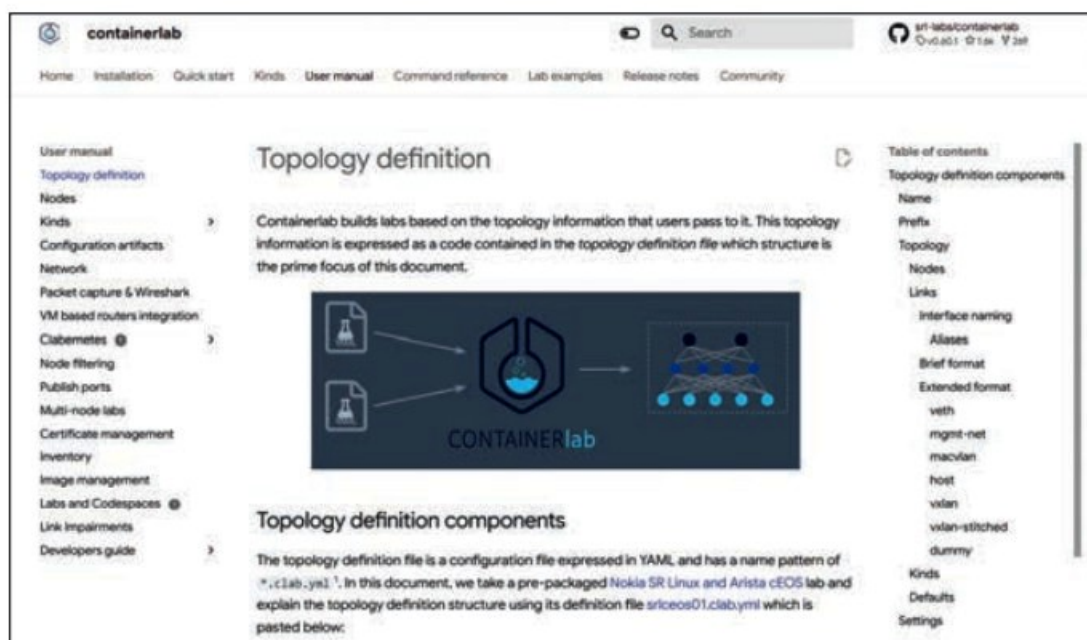 containerlab
Search
srl-labs/containerlab
v0.60.1 1.6k 269
Home Installation Quick start Kinds User manual Command reference Lab examples Release notes Community
User manual
Topology definition
Nodes
Kinds
Configuration artifacts
Network
Packet capture & Wireshark
VM based routers integration
Clabernetes
Node filtering
Publish ports
Multi-node labs
Certificate management
Inventory
Image management
Labs and Codespaces
Link Impairments
Developers guide
Topology definition
Containerlab builds labs based on the topology information that users pass to it. This topology
information is expressed as a code contained in the topology definition file which structure is
the prime focus of this document.
CONTAINERlab
Topology definition components
The topology definition file is a configuration file expressed in YAML and has a name pattern of
*.clab.yml 1. In this document, we take a pre-packaged Nokia SR Linux and Arista cEOS lab and
explain the topology definition structure using its definition file srlceos01.clab.yml which is
pasted below:
Table of contents
Topology definition components
Name
Prefix
Topology
Nodes
Links
Interface naming
Aliases
Brief format
Extended format
veth
mgmt-net
macvlan
host
vxlan
vxlan-stitched
dummy
Kinds
Defaults
Settings